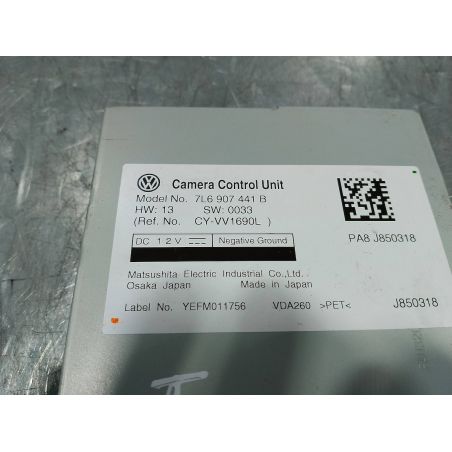 Camera Control Unit
Model No. 7L6 907 441 B
HW: 13 SW: 0033
(Ref. No. CY-VV1690L )
PA8 J850318
DC 12V Negative Ground
Matsushita Electric Industrial Co.,Ltd.
Osaka Japan Made in Japan
Label No. YEFM011756 VDA260 >PET< J850318